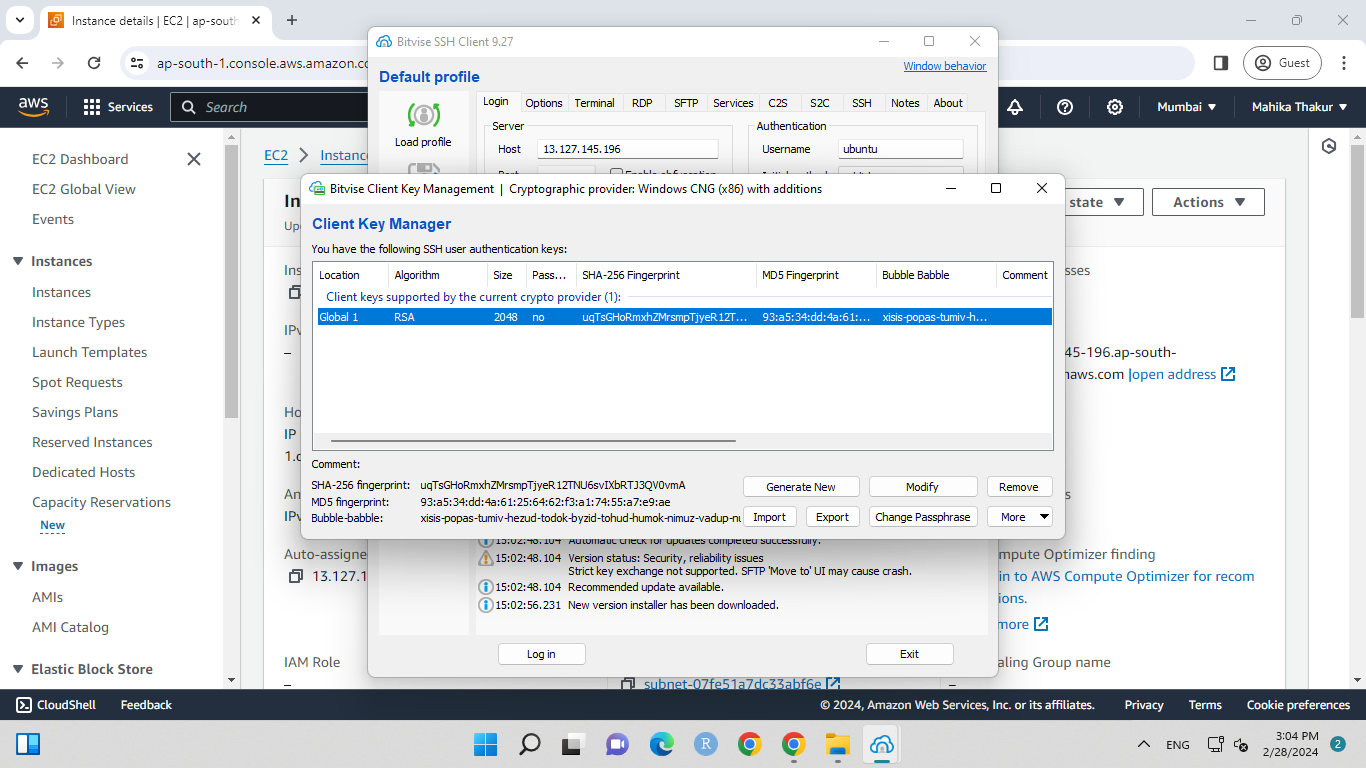 Instance details | EC2 | ap-sout
ap-south-1.console.aws.amazon.co
Guest
aws
Services
Search
Mumbai
Mahika Thakur
EC2 Dashboard
EC2 Global View
Events
Instances
Instances
Instance Types
Launch Templates
Spot Requests
Savings Plans
Reserved Instances
Dedicated Hosts
Capacity Reservations
New
Images
AMIs
AMI Catalog
Elastic Block Store
EC2
Instanc
state
Actions
esses
45-196.ap-south-
naws.com |open address
IP
Auto-assigne
13.127.1
IAM Role
–
subnet-07fe51a7dc33abf6e
mpute Optimizer finding
in to AWS Compute Optimizer for recom
ons.
more
aling Group name
–
Bitvise SSH Client 9.27
Window behavior
Default profile
Load profile
Login
Options
Terminal
RDP
SFTP
Services
C2S
S2C
SSH
Notes
About
Server
Host
13.127.145.196
Authentication
Username
ubuntu
Bitvise Client Key Management | Cryptographic provider: Windows CNG (x86) with additions
Client Key Manager
You have the following SSH user authentication keys:
Location Algorithm Size Pass... SHA-256 Fingerprint MD5 Fingerprint Bubble Babble Comment
Client keys supported by the current crypto provider (1):
Global 1 RSA 2048 no uqTsGHoRmxhZMrsmpTjyeR12T... 93:a5:34:dd:4a:61:... xisis-popas-tumiv-h...
Comment:
SHA-256 fingerprint: uqTsGHoRmxhZMrsmpTjyeR12TNU6svIXbRTJ3QV0vmA
MD5 fingerprint: 93:a5:34:dd:4a:61:25:64:62:f3:a1:74:55:a7:e9:ae
Bubble-babble: xisis-popas-tumiv-hezud-todok-byzid-tohud-humok-nimuz-vadup-nu
Generate New
Modify
Remove
Import
Export
Change Passphrase
More
15:02:48.104 Automatic check for updates completed successfully.
15:02:48.104 Version status: Security, reliability issues
Strict key exchange not supported. SFTP 'Move to' UI may cause crash.
15:02:48.104 Recommended update available.
15:02:56.231 New version installer has been downloaded.
Log in
Exit
CloudShell
Feedback
© 2024, Amazon Web Services, Inc. or its affiliates.
Privacy
Terms
Cookie preferences
R
ENG
3:04 PM
2/28/2024
2